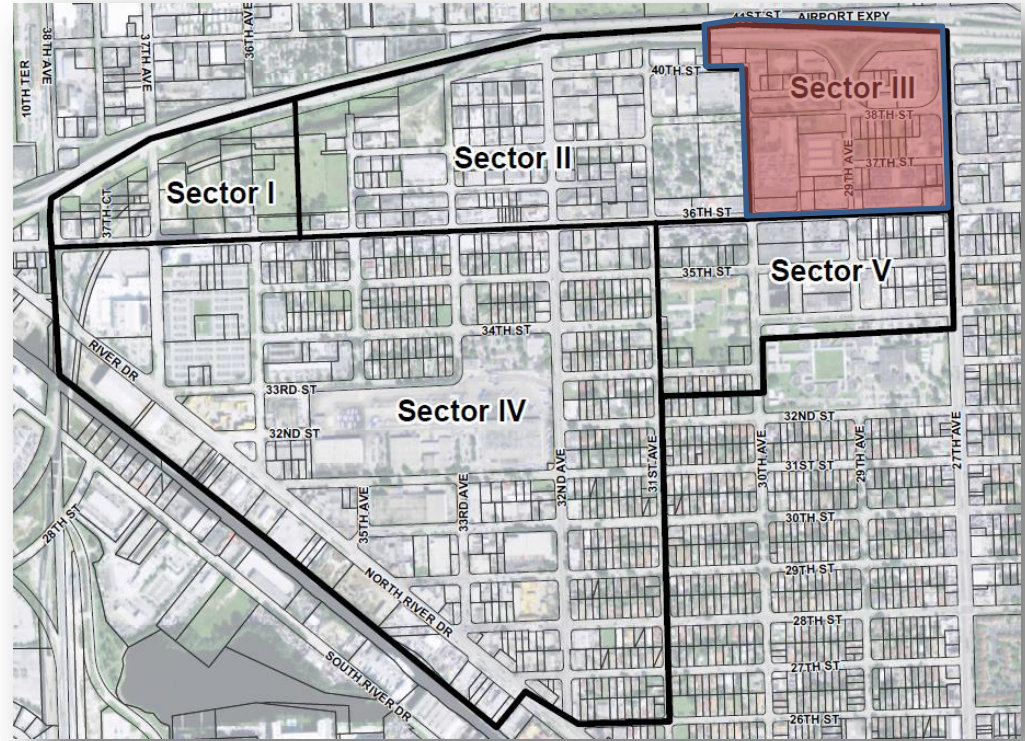 41ST ST
AIRPORT EXPY
38TH AVE
37TH AVE
36TH AVE
10TH TER
40TH ST
Sector III
38TH ST
37TH ST
29TH AVE
Sector II
Sector I
37TH CT
36TH ST
35TH ST
Sector V
34TH ST
RIVER DR
33RD ST
Sector IV
32ND ST
32ND ST
31ST ST
32ND AVE
31ST AVE
30TH AVE
29TH AVE
27TH AVE
35TH AVE
33RD AVE
30TH ST
28TH ST
29TH ST
NORTH RIVER DR
28TH ST
SOUTH RIVER DR
27TH ST
26TH ST